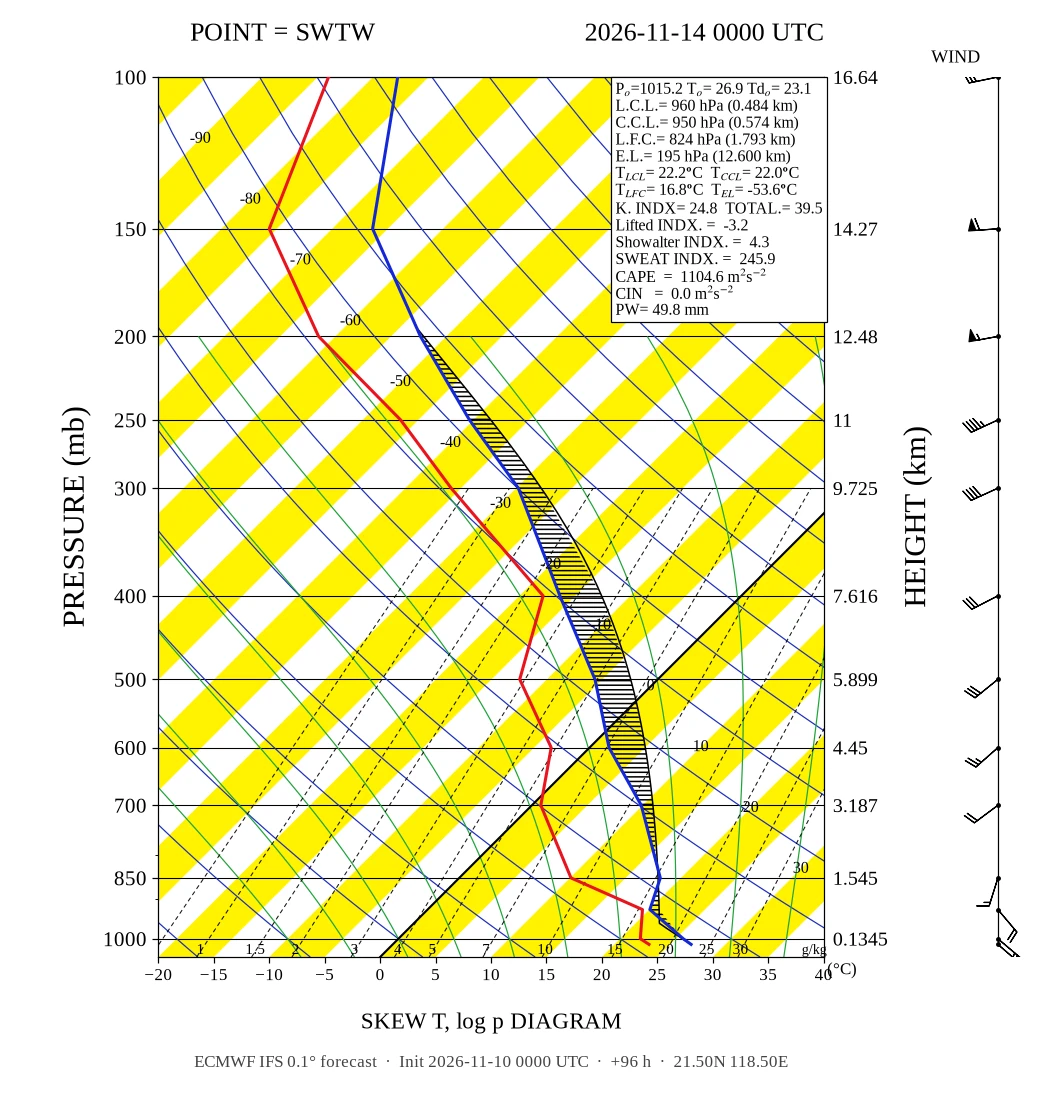 POINT = SWTW 2026-11-14 0000 UTC
WIND
P_o=1015.2 T_o= 26.9 Td_o= 23.1
L.C.L.= 960 hPa (0.484 km)
C.C.L.= 950 hPa (0.574 km)
L.F.C.= 824 hPa (1.793 km)
E.L.= 195 hPa (12.600 km)
T_LCL= 22.2°C T_CCL= 22.0°C
T_LFC= 16.8°C T_EL= -53.6°C
K. INDX= 24.8 TOTAL.= 39.5
Lifted INDX. = -3.2
Showalter INDX. = 4.3
SWEAT INDX. = 245.9
CAPE = 1104.6 m²s⁻²
CIN = 0.0 m²s⁻²
PW= 49.8 mm
100 16.64
-90
-80
150 14.27
-70
-60
200 12.48
-50
250 11
-40
300 9.725
-30
-20
400 7.616
-10
500 5.899
0
600 4.45
10
700 3.187
20
850 1.545
30
1000 0.1345
PRESSURE (mb)
HEIGHT (km)
1 1.5 2 3 4 5 7 10 15 20 25 30 g/kg
−20 −15 −10 −5 0 5 10 15 20 25 30 35 40 (°C)
SKEW T, log p DIAGRAM
ECMWF IFS 0.1° forecast · Init 2026-11-10 0000 UTC · +96 h · 21.50N 118.50E